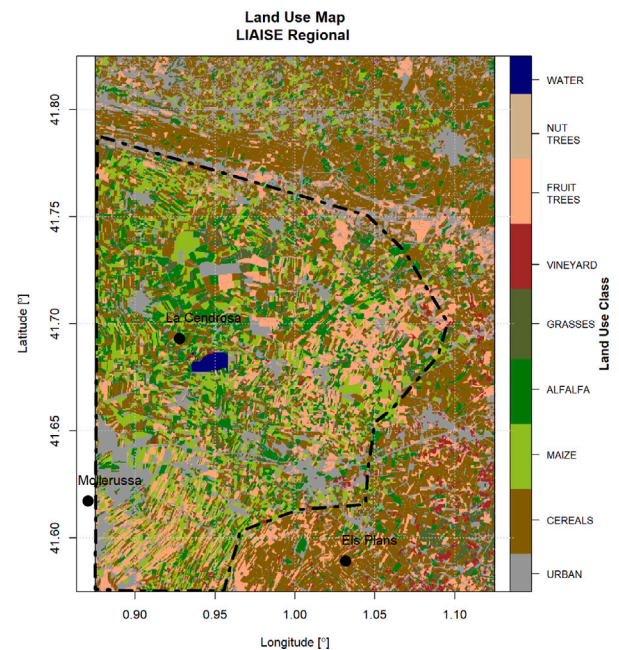 Land Use Map
LIAISE Regional
WATER
NUT
TREES
FRUIT
TREES
VINEYARD
GRASSES
ALFALFA
MAIZE
CEREALS
URBAN
Land Use Class
Latitude [º]
41.80
41.75
41.70
41.65
41.60
La Cendrosa
Mollerussa
Els Plans
0.90
0.95
1.00
1.05
1.10
Longitude [º]